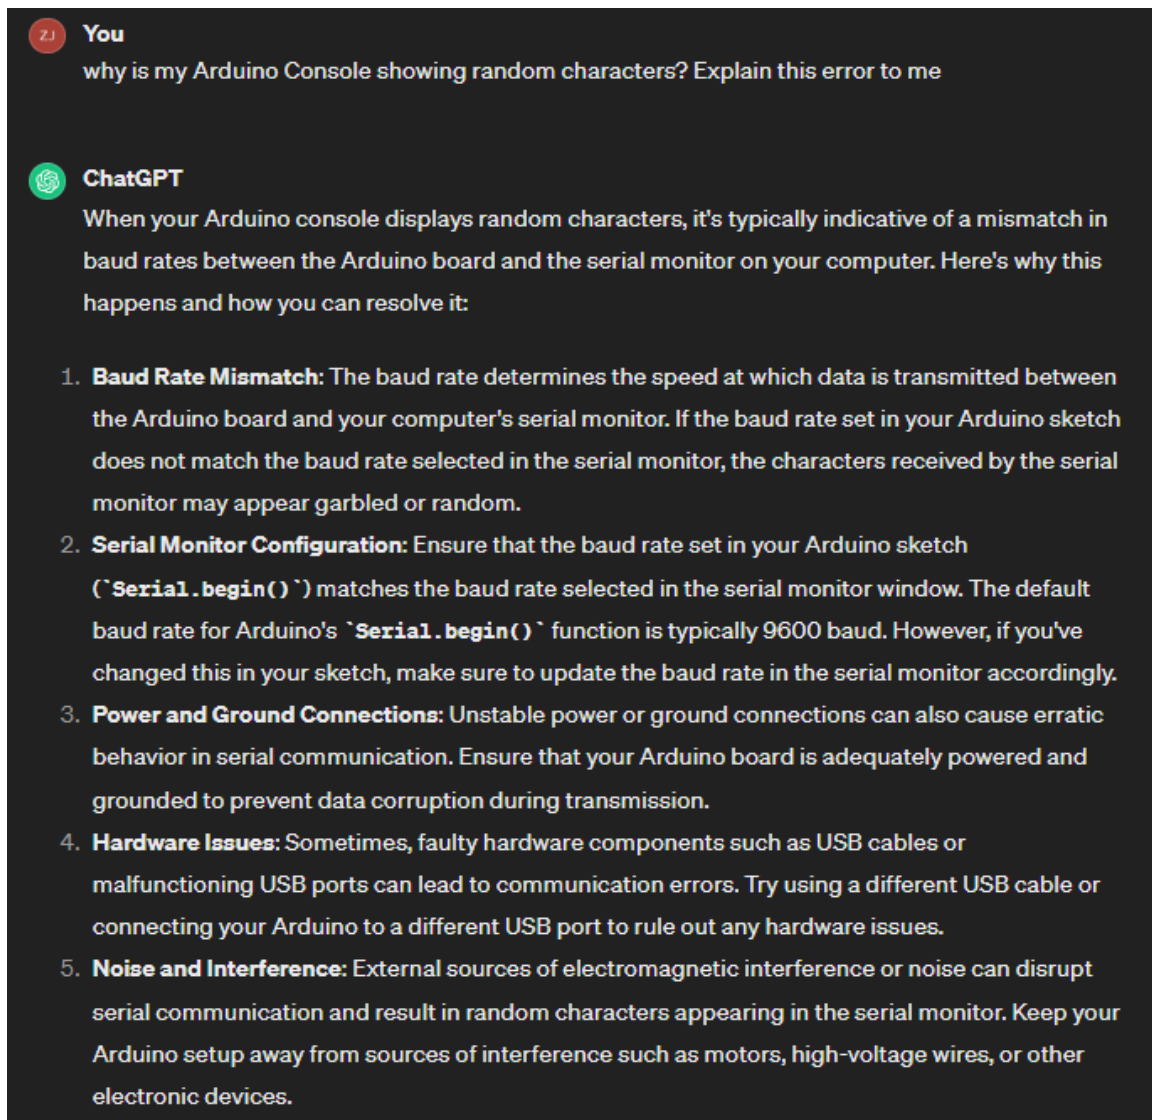 ZJ
You
why is my Arduino Console showing random characters? Explain this error to me
ChatGPT
When your Arduino console displays random characters, it's typically indicative of a mismatch in
baud rates between the Arduino board and the serial monitor on your computer. Here's why this
happens and how you can resolve it:
1. Baud Rate Mismatch: The baud rate determines the speed at which data is transmitted between
the Arduino board and your computer's serial monitor. If the baud rate set in your Arduino sketch
does not match the baud rate selected in the serial monitor, the characters received by the serial
monitor may appear garbled or random.
2. Serial Monitor Configuration: Ensure that the baud rate set in your Arduino sketch
(`Serial.begin()`) matches the baud rate selected in the serial monitor window. The default
baud rate for Arduino's `Serial.begin()` function is typically 9600 baud. However, if you've
changed this in your sketch, make sure to update the baud rate in the serial monitor accordingly.
3. Power and Ground Connections: Unstable power or ground connections can also cause erratic
behavior in serial communication. Ensure that your Arduino board is adequately powered and
grounded to prevent data corruption during transmission.
4. Hardware Issues: Sometimes, faulty hardware components such as USB cables or
malfunctioning USB ports can lead to communication errors. Try using a different USB cable or
connecting your Arduino to a different USB port to rule out any hardware issues.
5. Noise and Interference: External sources of electromagnetic interference or noise can disrupt
serial communication and result in random characters appearing in the serial monitor. Keep your
Arduino setup away from sources of interference such as motors, high-voltage wires, or other
electronic devices.